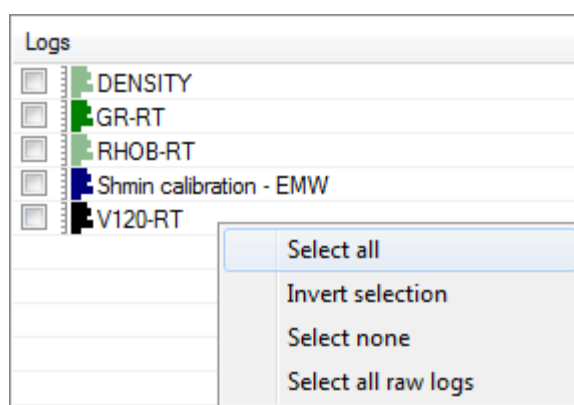 Logs
DENSITY
GR-RT
RHOB-RT
Shmin calibration - EMW
V120-RT
Select all
Invert selection
Select none
Select all raw logs